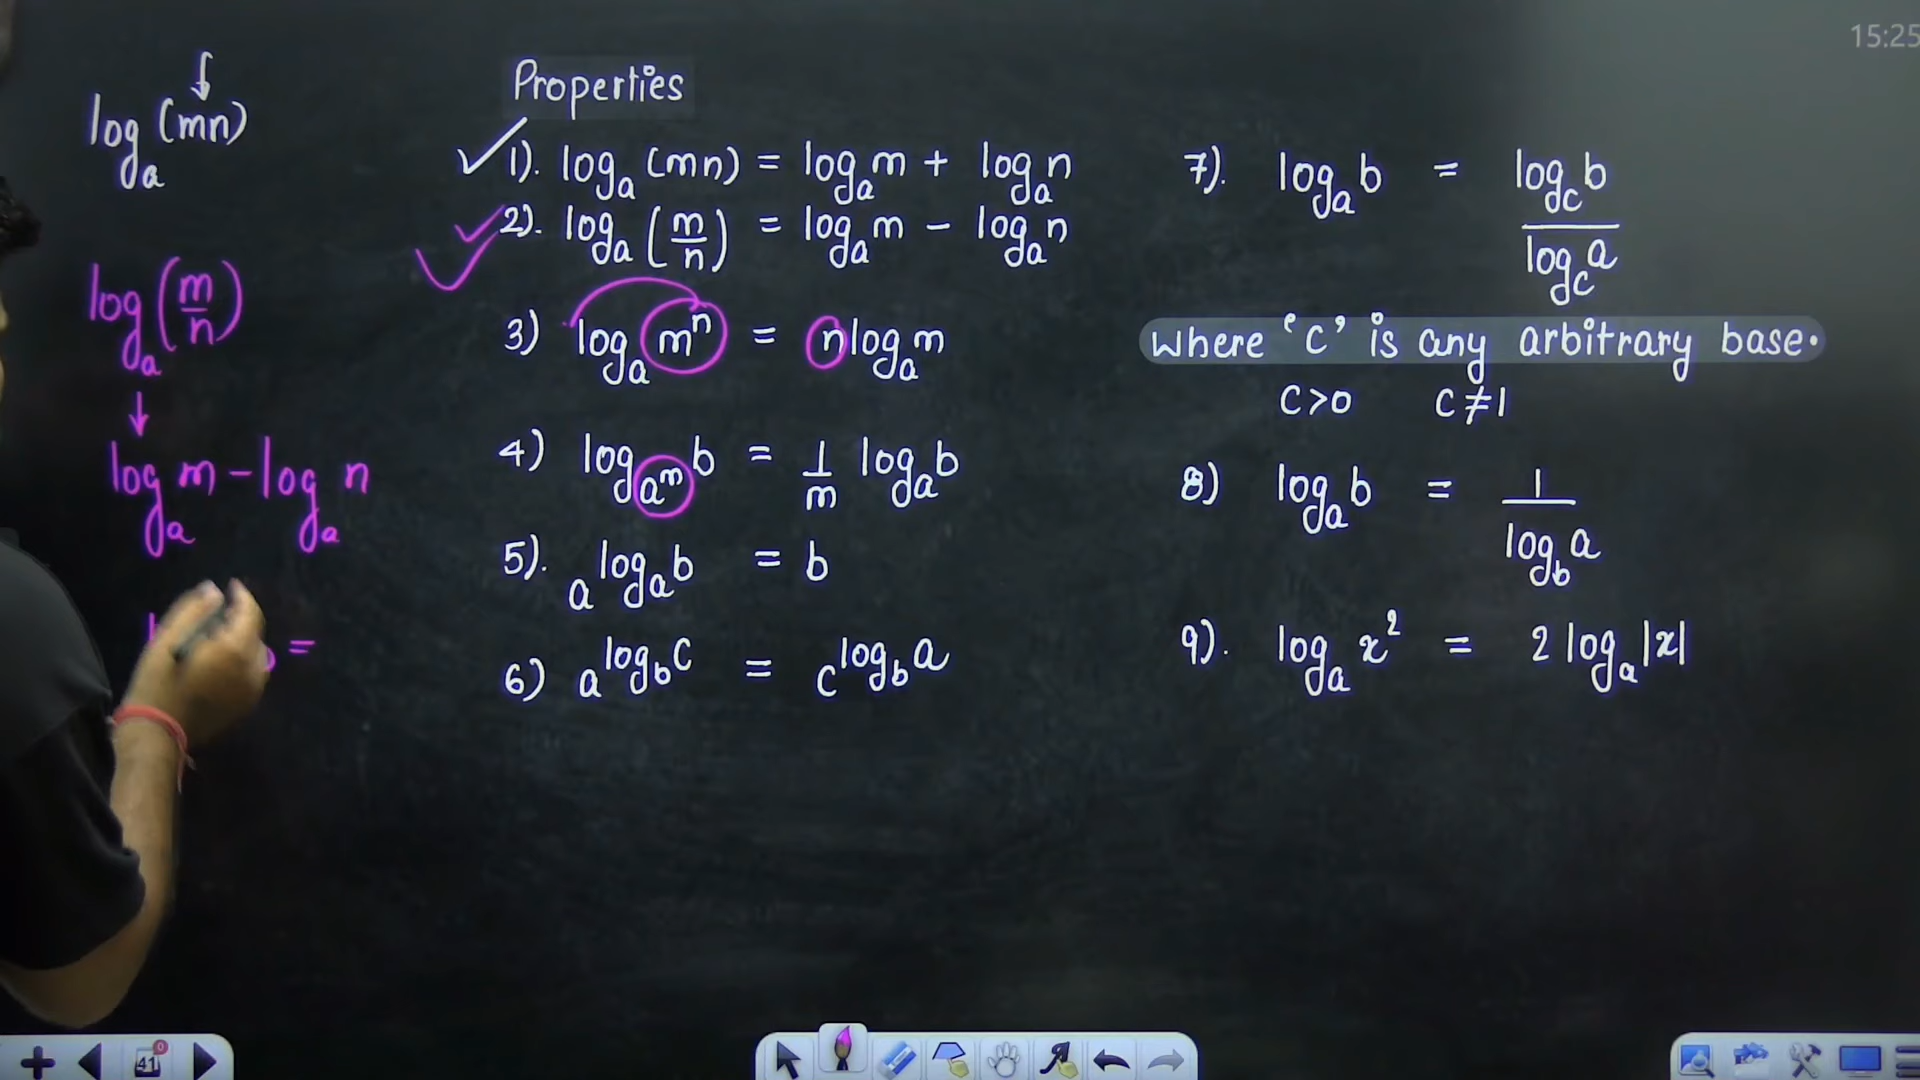 15:25
log_a (mn)
log_a (m/n)
↓
log_a m - log_a n
=
Properties
1). log_a (mn) = log_a m + log_a n
2). log_a (m/n) = log_a m - log_a n
3) log_a m^n = n log_a m
4) log_{a^m} b = 1/m log_a b
5). a^{log_a b} = b
6) a^{log_b c} = c^{log_b a}
7). log_a b = log_c b / log_c a
where 'c' is any arbitrary base.
c>0 c≠1
8) log_a b = 1 / log_b a
9). log_a x^2 = 2 log_a |x|
41
0